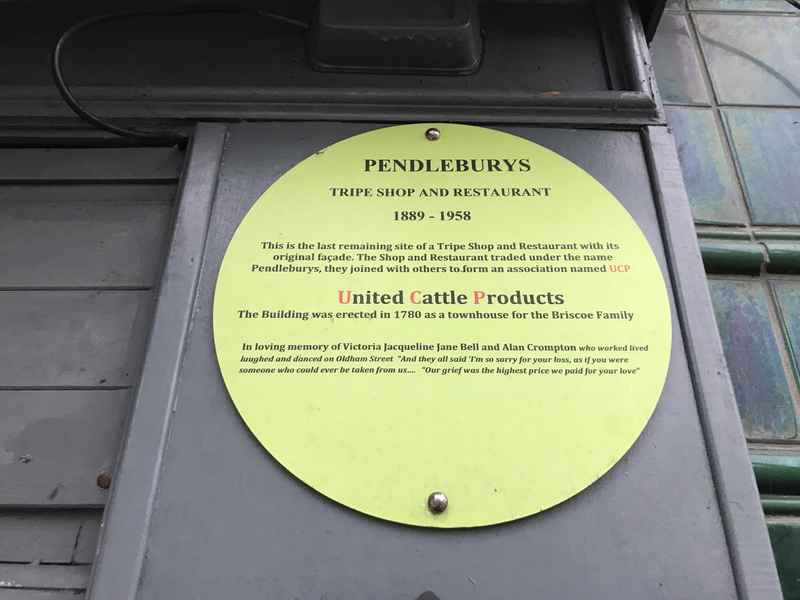 PENDLEBURYS
TRIPE SHOP AND RESTAURANT
1889 - 1958
This is the last remaining site of a Tripe Shop and Restaurant with its
original façade. The Shop and Restaurant traded under the name
Pendleburys, they joined with others to.form an association named UCP
United Cattle Products
The Building was erected in 1780 as a townhouse for the Briscoe Family
In loving memory of Victoria Jacqueline Jane Bell and Alan Crompton who worked lived
laughed and danced on Oldham Street "And they all said 'I'm so sorry for your loss, as if you were
someone who could ever be taken from us.... "Our grief was the highest price we paid for your love"